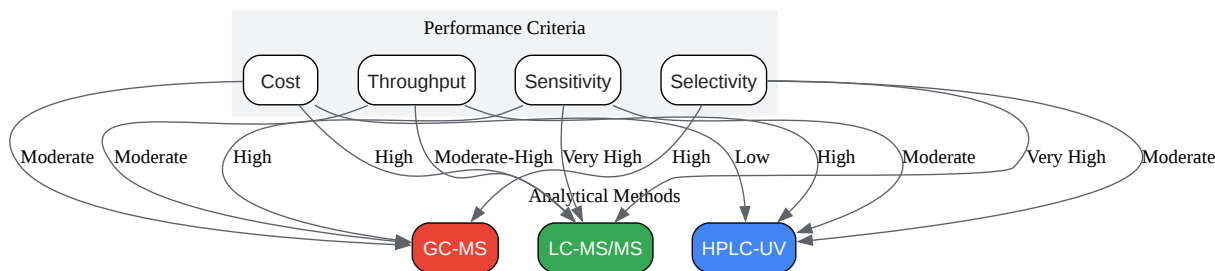 Performance Criteria
Cost
Throughput
Sensitivity
Selectivity
Moderate
Moderate
High
High
Moderate-High
Very High
High
Low
High
Moderate
Very High
Moderate
Analytical Methods
GC-MS
LC-MS/MS
HPLC-UV